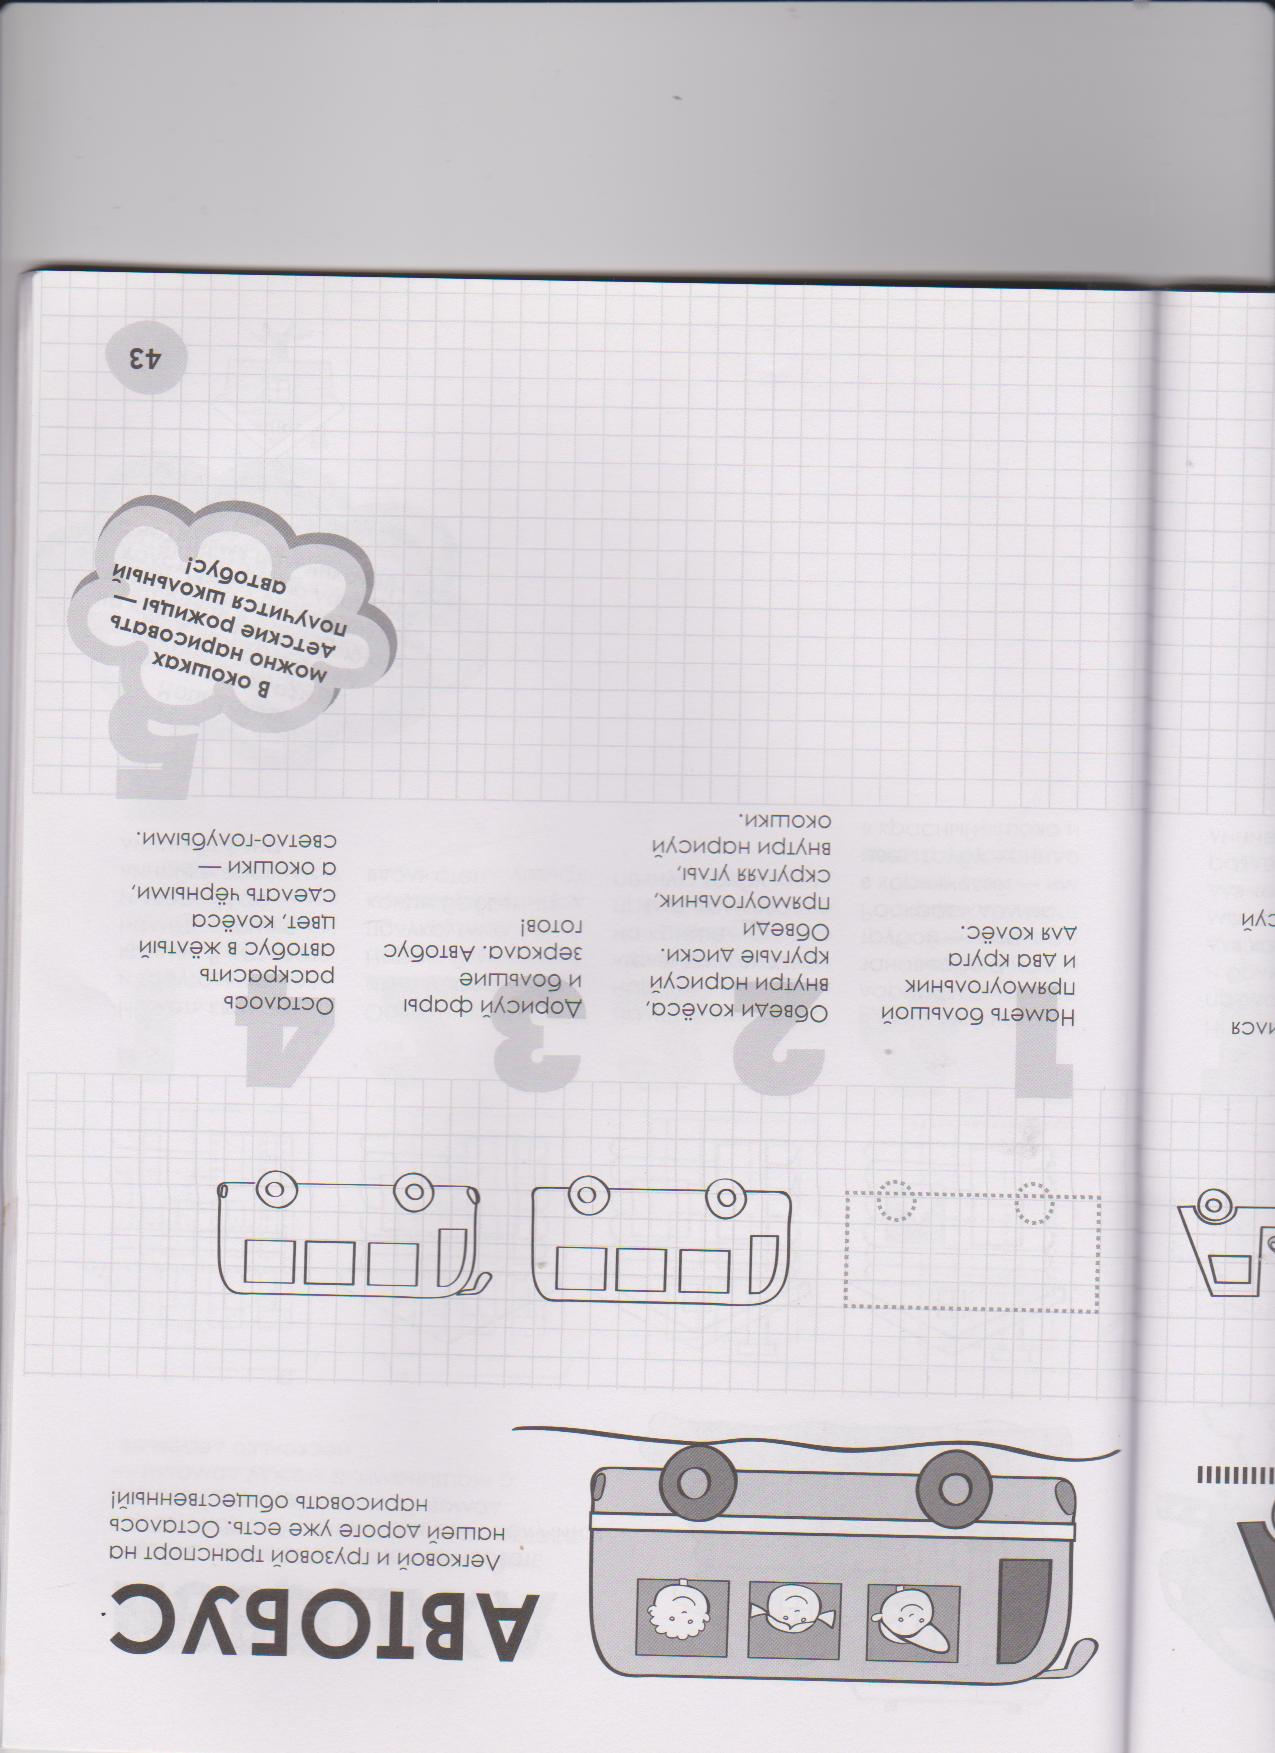 АВТОБУС
Легковой и грузовой транспорт на
нашей дороге уже есть. Осталось
нарисовать общественный!
1
Наметь большой
прямоугольник
и два круга
для колёс.
2
Обведи колёса,
внутри нарисуй
круглые диски.
Обведи
прямоугольник,
скругляя углы,
внутри нарисуй
окошки.
3
Дорисуй фары
и большие
зеркала. Автобус
готов!
4
Осталось
раскрасить
автобус в жёлтый
цвет, колёса
сделать чёрными,
а окошки —
светло-голубыми.
5
В окошках
можно нарисовать
детские рожицы —
получится школьный
автобус!
43